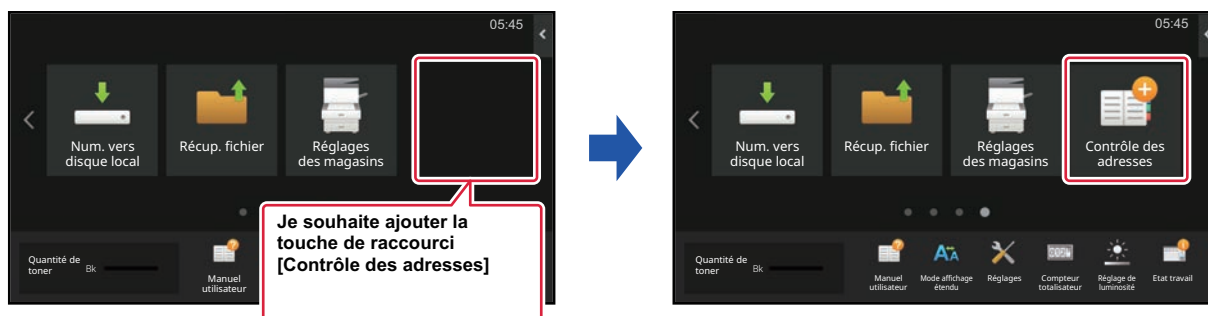 05:45
Num. vers
disque local
Récup. fichier
Réglages
des magasins
Je souhaite ajouter la
touche de raccourci
[Contrôle des adresses]
Quantité de
toner
Bk
Manuel
utilisateur
05:45
Num. vers
disque local
Récup. fichier
Réglages
des magasins
Contrôle des
adresses
Quantité de
toner
Bk
Manuel
utilisateur
Mode affichage
étendu
Réglages
Compteur
totalisateur
Réglage de
luminosité
Etat travail